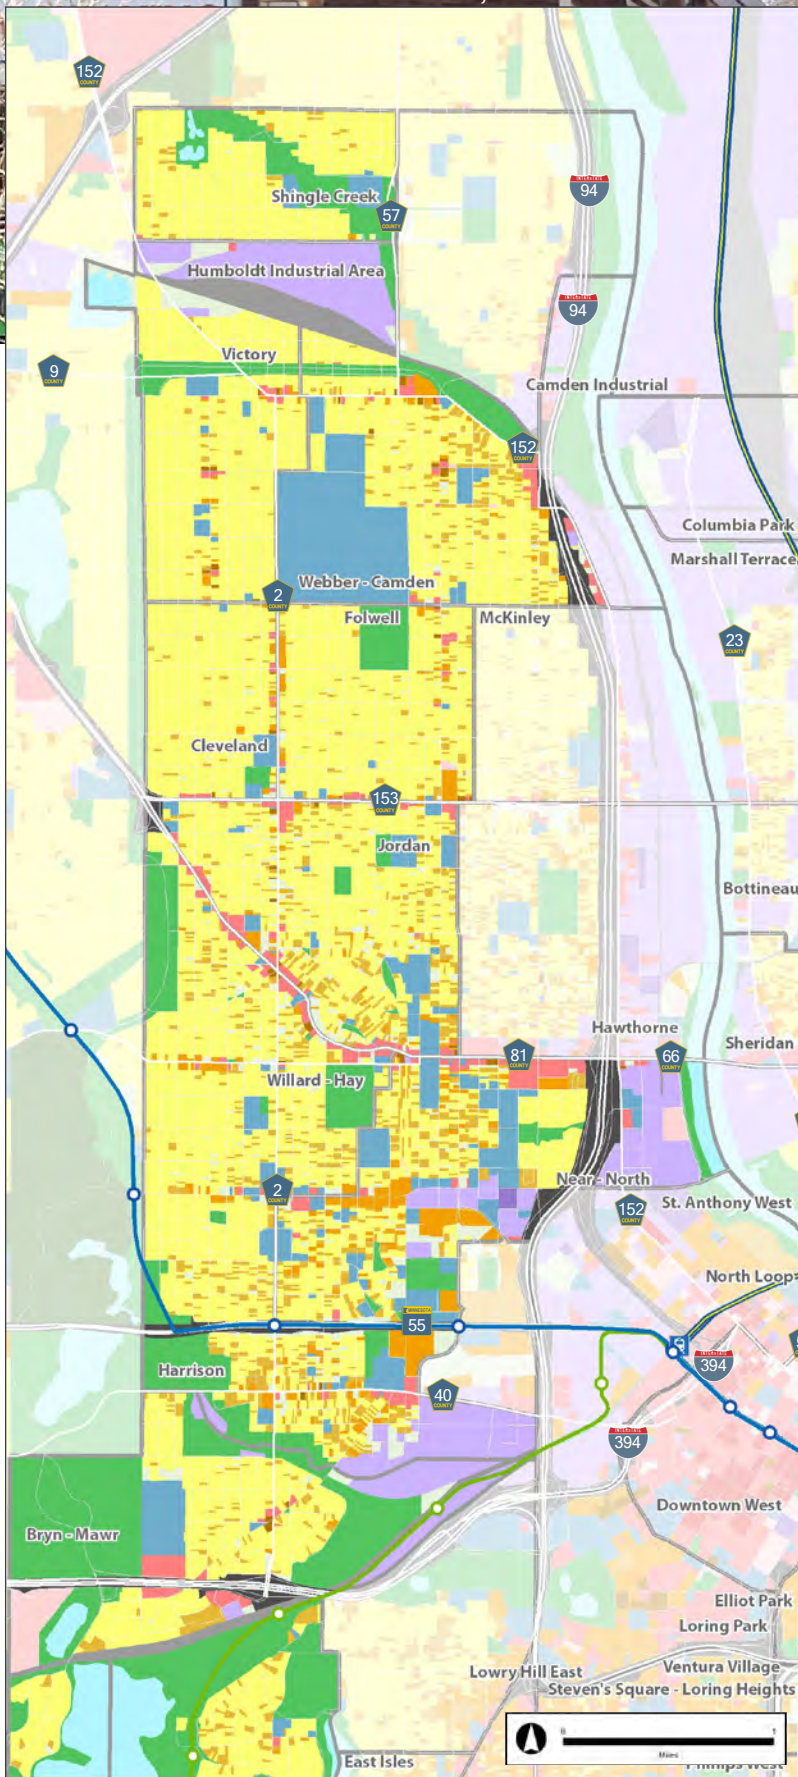 152
COUNTY
INTERSTATE
94
Shingle Creek
57
COUNTY
Humboldt Industrial Area
INTERSTATE
94
Victory
9
COUNTY
Camden Industrial
152
COUNTY
Columbia Park
Marshall Terrace
Webber - Camden
2
COUNTY
Folwell
McKinley
23
COUNTY
Cleveland
153
COUNTY
Jordan
Bottineau
Hawthorne
Sheridan
81
COUNTY
66
COUNTY
Willard - Hay
Near - North
2
COUNTY
St. Anthony West
152
COUNTY
North Loop
MINNESOTA
55
INTERSTATE
394
Harrison
40
COUNTY
INTERSTATE
394
Downtown West
Bryn - Mawr
Elliot Park
Loring Park
Lowry Hill East
Ventura Village
Steven's Square - Loring Heights
0 1
Miles
East Isles
Phillips West